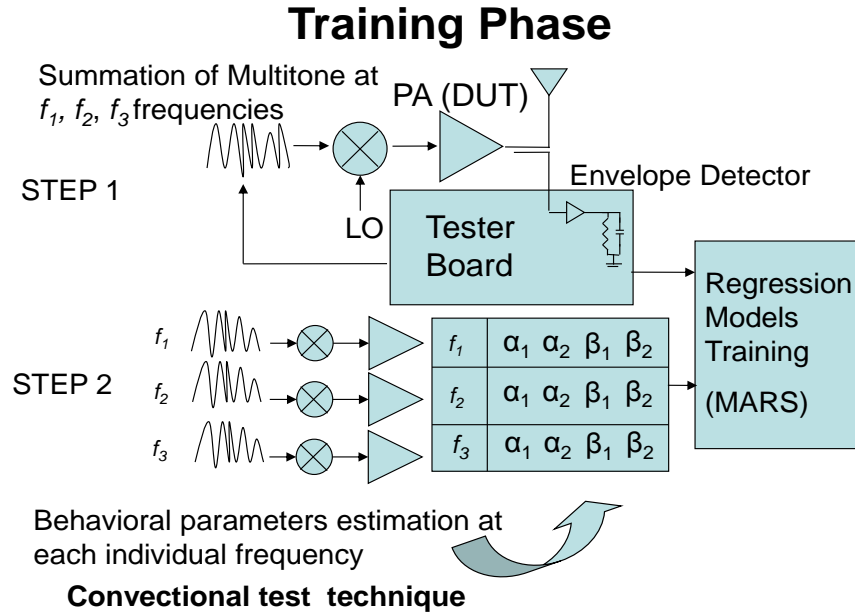 Training Phase
Summation of Multitone at
f₁, f₂, f₃ frequencies
PA (DUT)
STEP 1
LO
Envelope Detector
Tester
Board
Regression
Models
Training
(MARS)
STEP 2
f₁
f₁ α₁ α₂ β₁ β₂
f₂
f₂ α₁ α₂ β₁ β₂
f₃
f₃ α₁ α₂ β₁ β₂
Behavioral parameters estimation at
each individual frequency
Convectional test technique